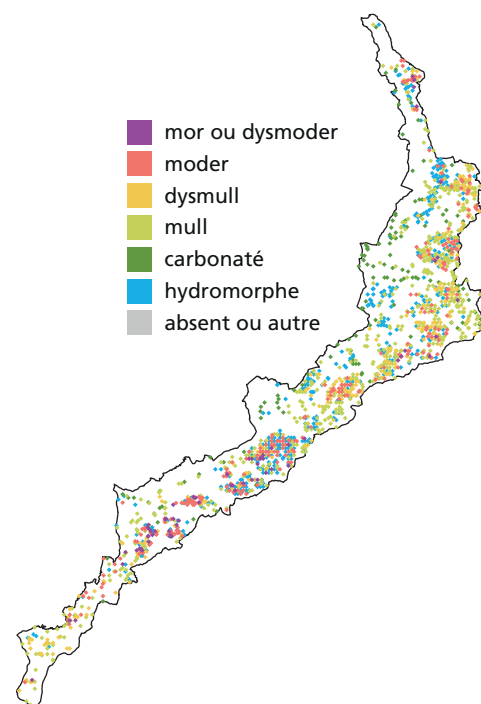 mor ou dysmoder
moder
dysmull
mull
carbonaté
hydromorphe
absent ou autre